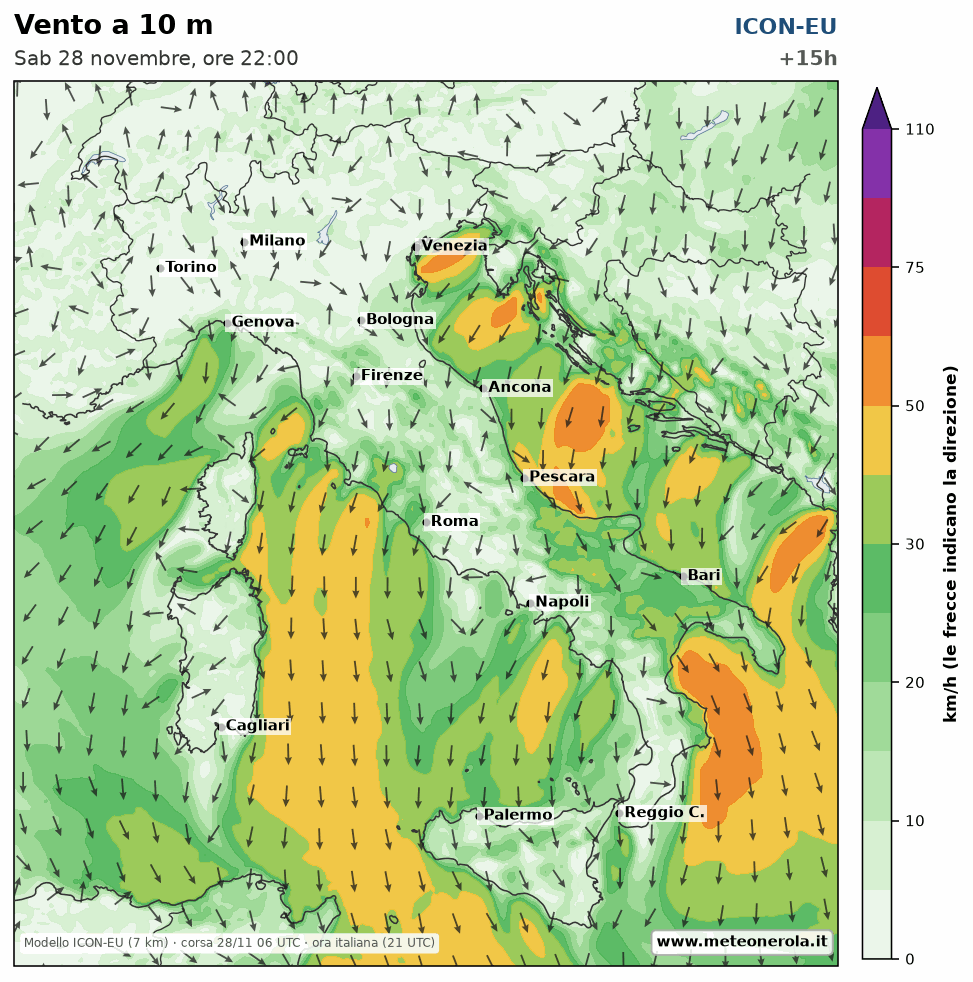 Vento a 10 m
ICON-EU
Sab 28 novembre, ore 22:00
+15h
Venezia
Milano
Torino
Genova
Bologna
Firenze
Ancona
Pescara
Roma
Bari
Napoli
Cagliari
Palermo
Reggio C.
110
75
50
30
20
10
0
km/h (le frecce indicano la direzione)
Modello ICON-EU (7 km) · corsa 28/11 06 UTC · ora italiana (21 UTC)
www.meteonerola.it